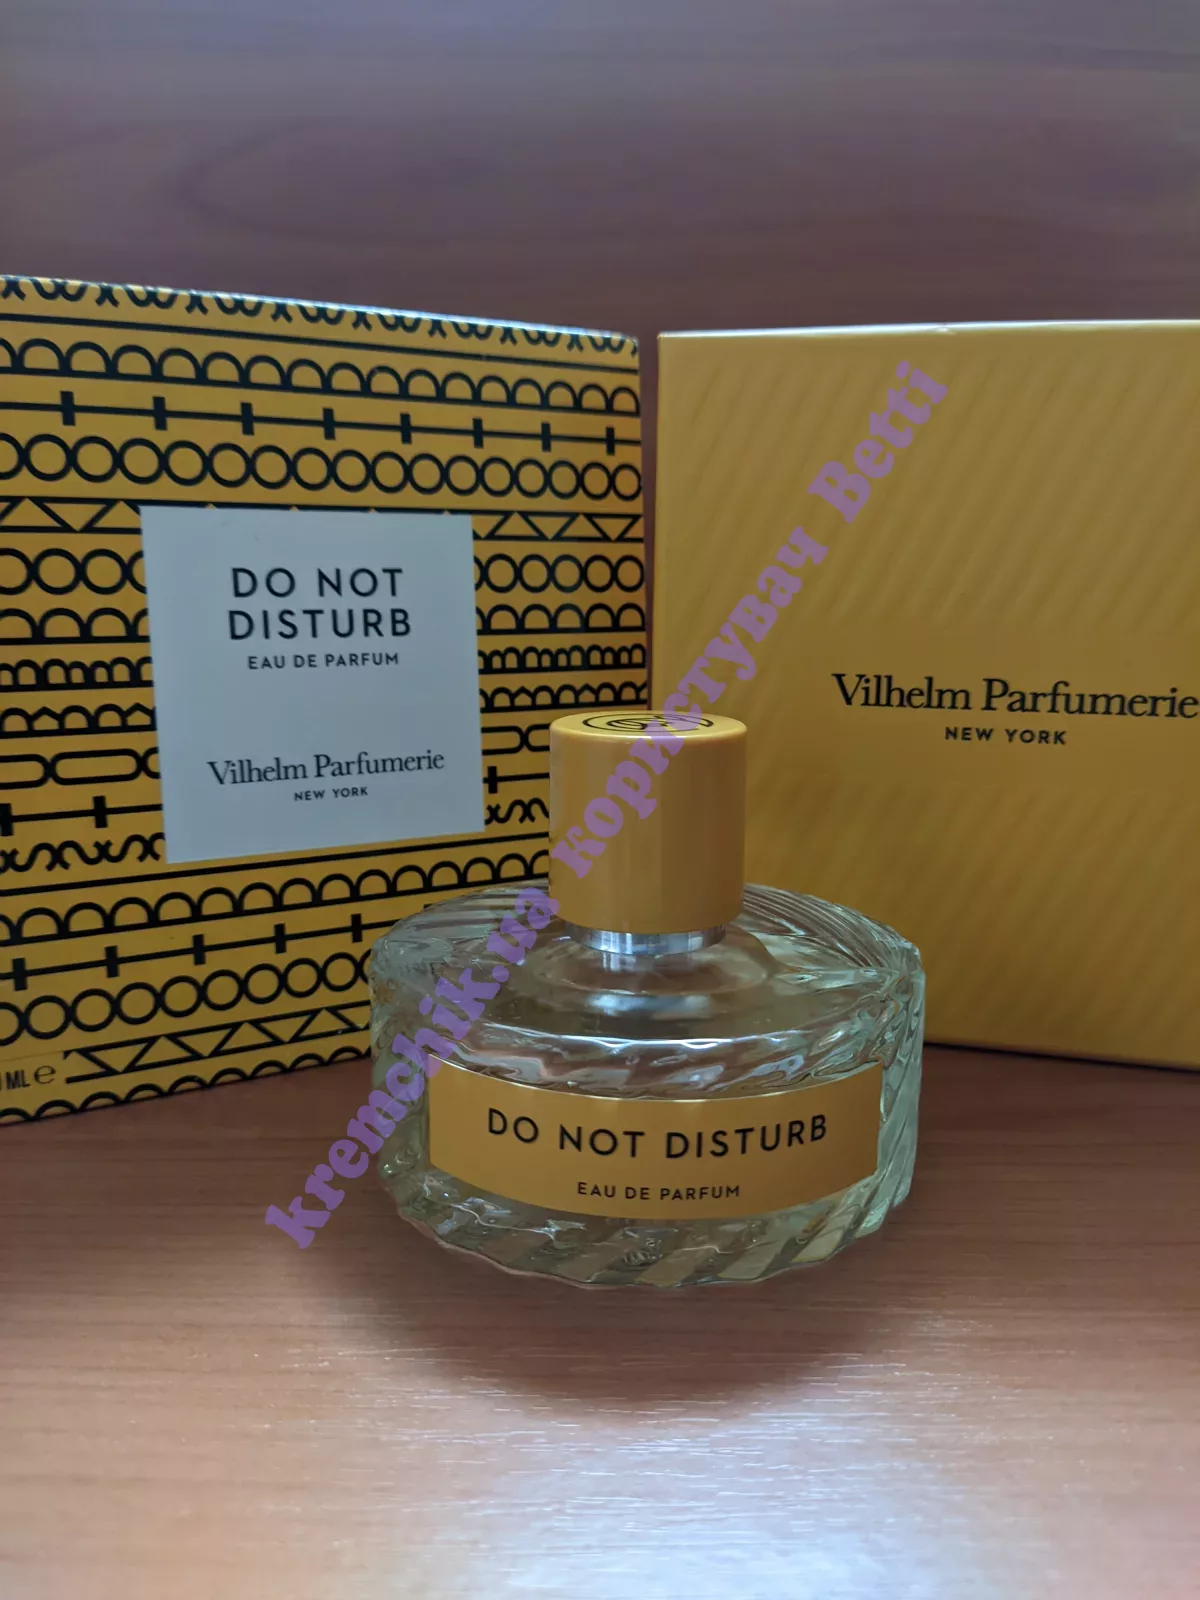 DO NOT
DISTURB
EAU DE PARFUM
Vilhelm Parfumerie
NEW YORK
ML ℮
Vilhelm Parfumerie
NEW YORK
DO NOT DISTURB
EAU DE PARFUM
kremchik.ua користуВач Betti